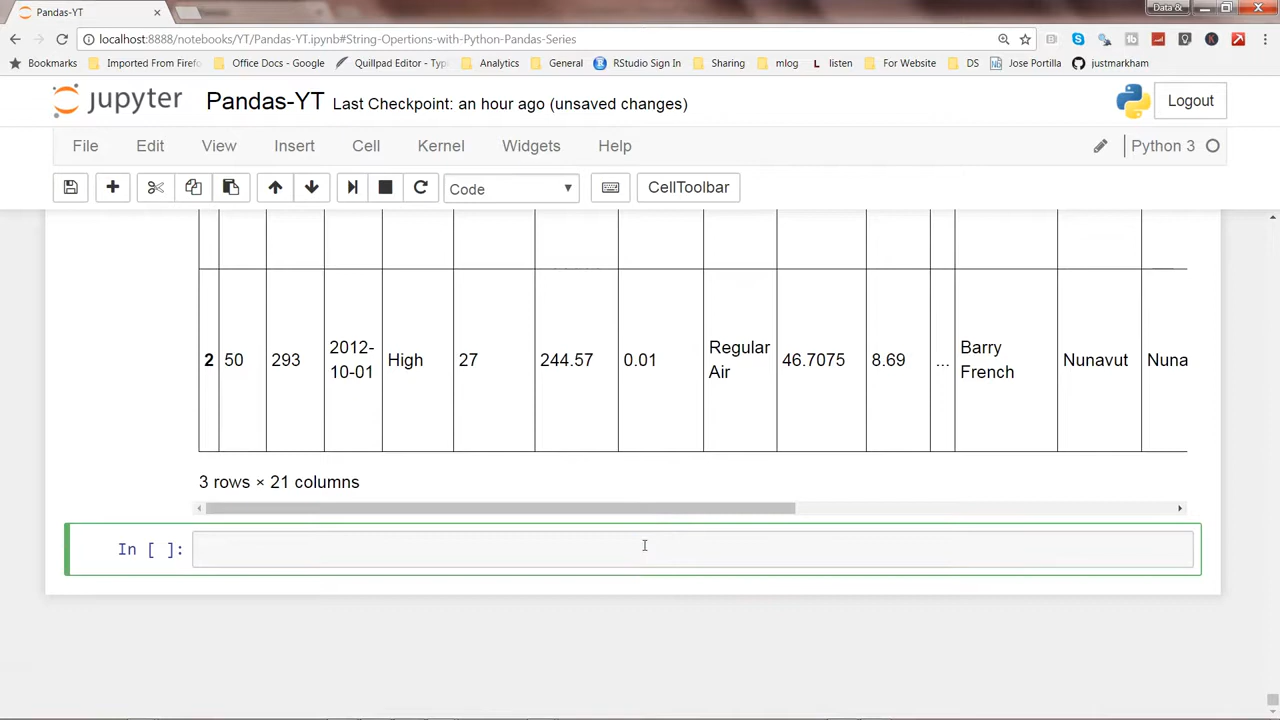 Pandas-YT
Data &
localhost:8888/notebooks/YT/Pandas-YT.ipynb#String-Opertions-with-Python-Pandas-Series
Bookmarks Imported From Firef Office Docs - Google Quillpad Editor - Typ Analytics General RStudio Sign In Sharing mlog listen For Website DS Jose Portilla justmarkham
jupyter Pandas-YT Last Checkpoint: an hour ago (unsaved changes) Logout
File Edit View Insert Cell Kernel Widgets Help Python 3
Code CellToolbar
2 50 293 2012-10-01 High 27 244.57 0.01 Regular Air 46.7075 8.69 ... Barry French Nunavut Nuna
3 rows × 21 columns
In [ ]: